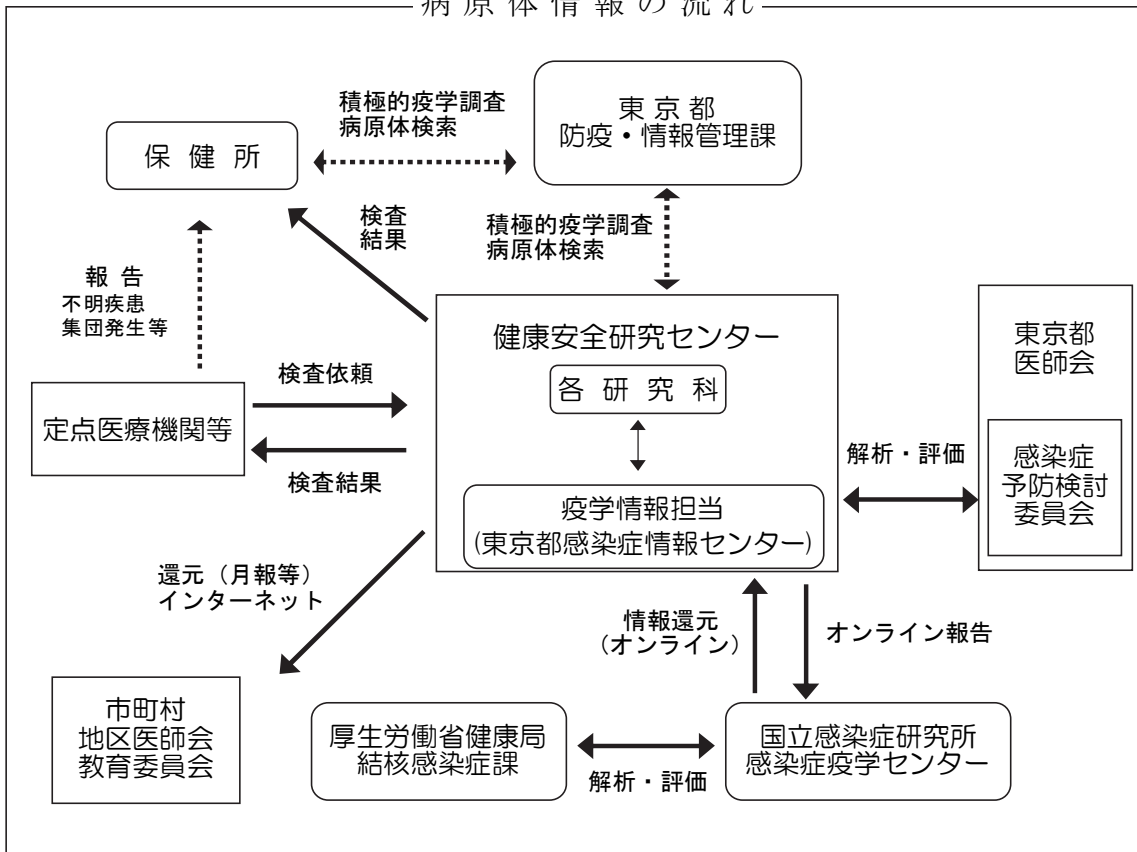 病原体情報の流れ
積極的疫学調査
病原体検索
東京都
防疫・情報管理課
保健所
検査
結果
積極的疫学調査
病原体検索
報告
不明疾患
集団発生等
健康安全研究センター
各研究科
東京都
医師会
検査依頼
定点医療機関等
検査結果
解析・評価
感染症
予防検討
委員会
疫学情報担当
(東京都感染症情報センター)
還元（月報等）
インターネット
情報還元
(オンライン)
オンライン報告
市町村
地区医師会
教育委員会
厚生労働省健康局
結核感染症課
解析・評価
国立感染症研究所
感染症疫学センター